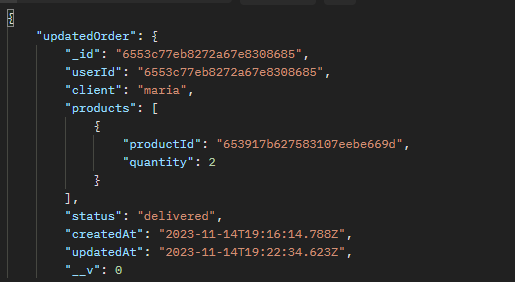 {
    "updatedOrder": {
        "_id": "6553c77eb8272a67e8308685",
        "userId": "6553c77eb8272a67e8308685",
        "client": "maria",
        "products": [
            {
                "productId": "653917b627583107eebe669d",
                "quantity": 2
            }
        ],
        "status": "delivered",
        "createdAt": "2023-11-14T19:16:14.788Z",
        "updatedAt": "2023-11-14T19:22:34.623Z",
        "__v": 0